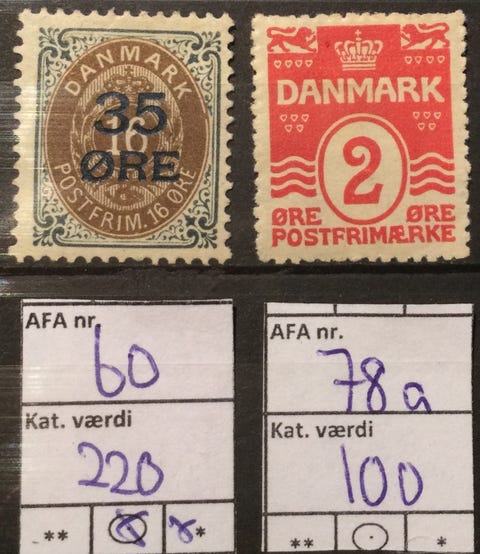 DANMARK
35
16
ØRE
POSTFRIM. 16 ØRE
DANMARK
2
ØRE ØRE
POSTFRIMÆRKE
AFA nr.
60
Kat. værdi
220
** *
AFA nr.
78a
Kat. værdi
100
** *